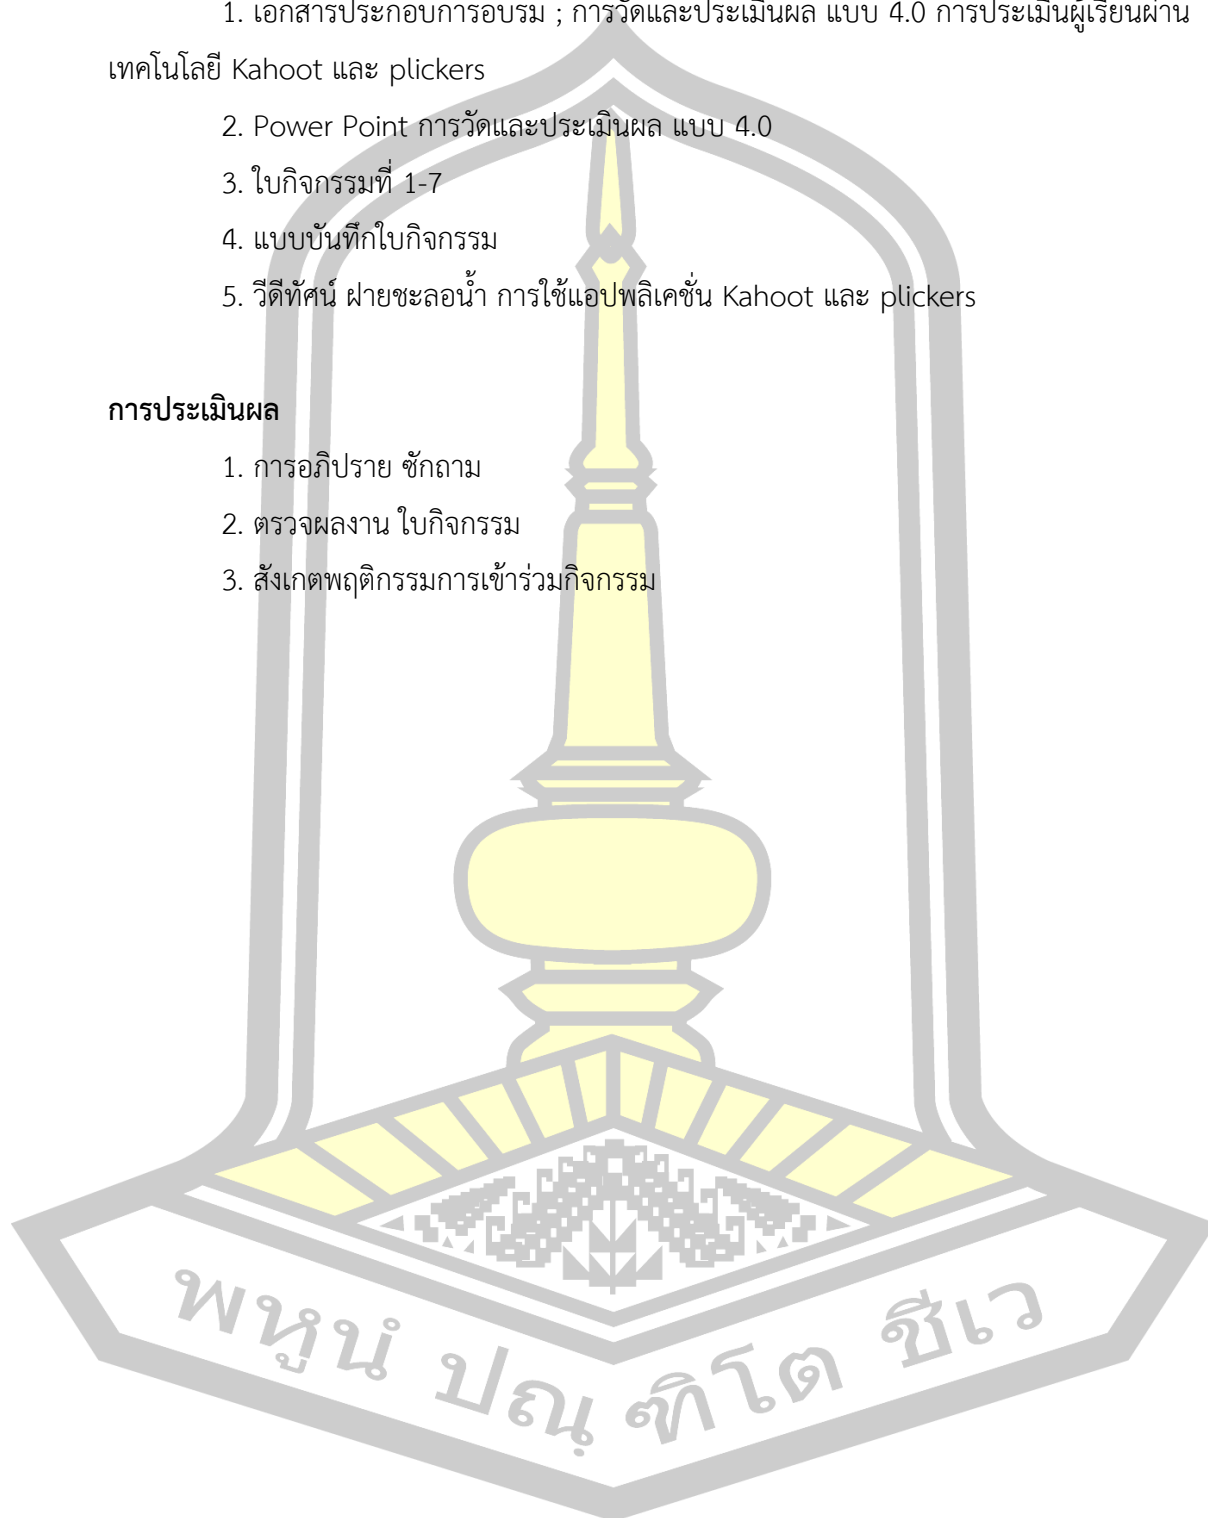 1. เอกสารประกอบการอบรม ; การวัดและประเมินผล แบบ 4.0 การประเมินผู้เรียนผ่าน
เทคโนโลยี Kahoot และ plickers
2. Power Point การวัดและประเมินผล แบบ 4.0
3. ใบกิจกรรมที่ 1-7
4. แบบบันทึกใบกิจกรรม
5. วีดีทัศน์ ฝายชะลอน้ำ การใช้แอปพลิเคชั่น Kahoot และ plickers
การประเมินผล
1. การอภิปราย ซักถาม
2. ตรวจผลงาน ใบกิจกรรม
3. สังเกตพฤติกรรมการเข้าร่วมกิจกรรม
พหูนํ ปณฺฑิโต ชีเว